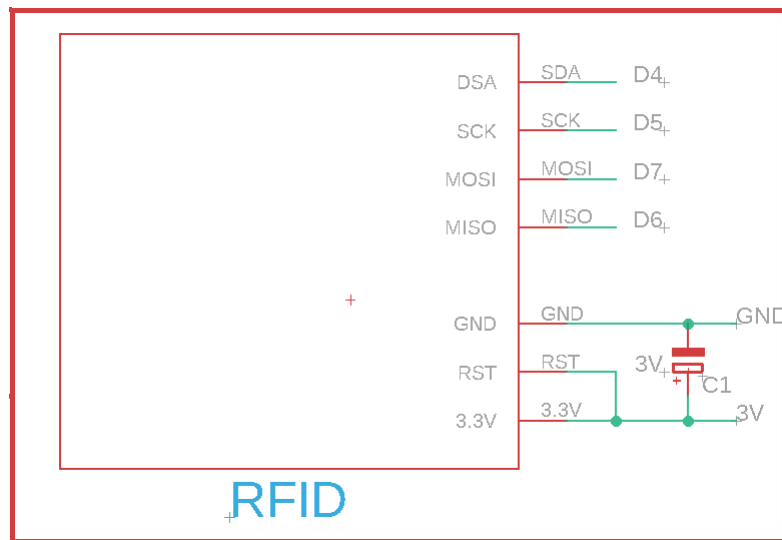 DSA SDA D4
SCK SCK D5
MOSI MOSI D7
MISO MISO D6
GND GND GND
RST RST 3V C1
3.3V 3.3V 3V
RFID